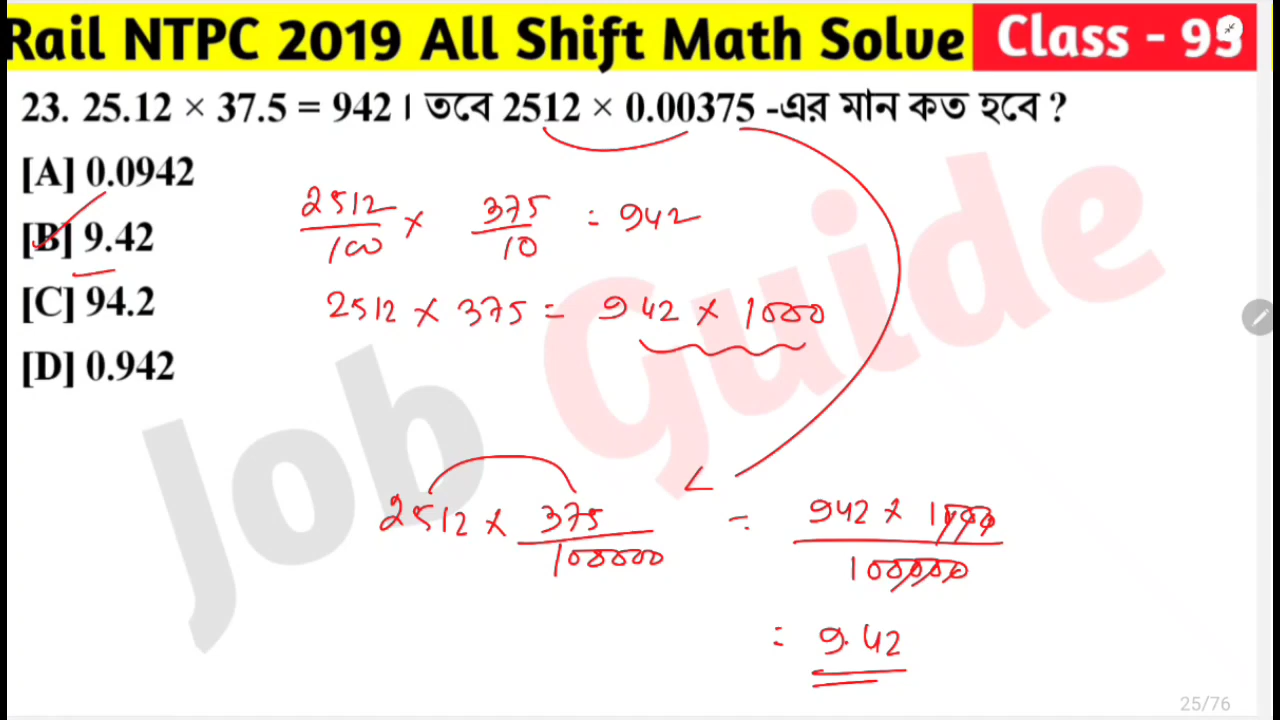 Rail NTPC 2019 All Shift Math Solve Class - 93
23. 25.12 × 37.5 = 942 । তবে 2512 × 0.00375 -এর মান কত হবে ?
[A] 0.0942
[B] 9.42
[C] 94.2
[D] 0.942
2512/100 × 375/10 = 942
2512 × 375 = 942 × 1000
2512 × 375/100000 = 942 × 1000/100000
= 9.42
Job Guide
25/76